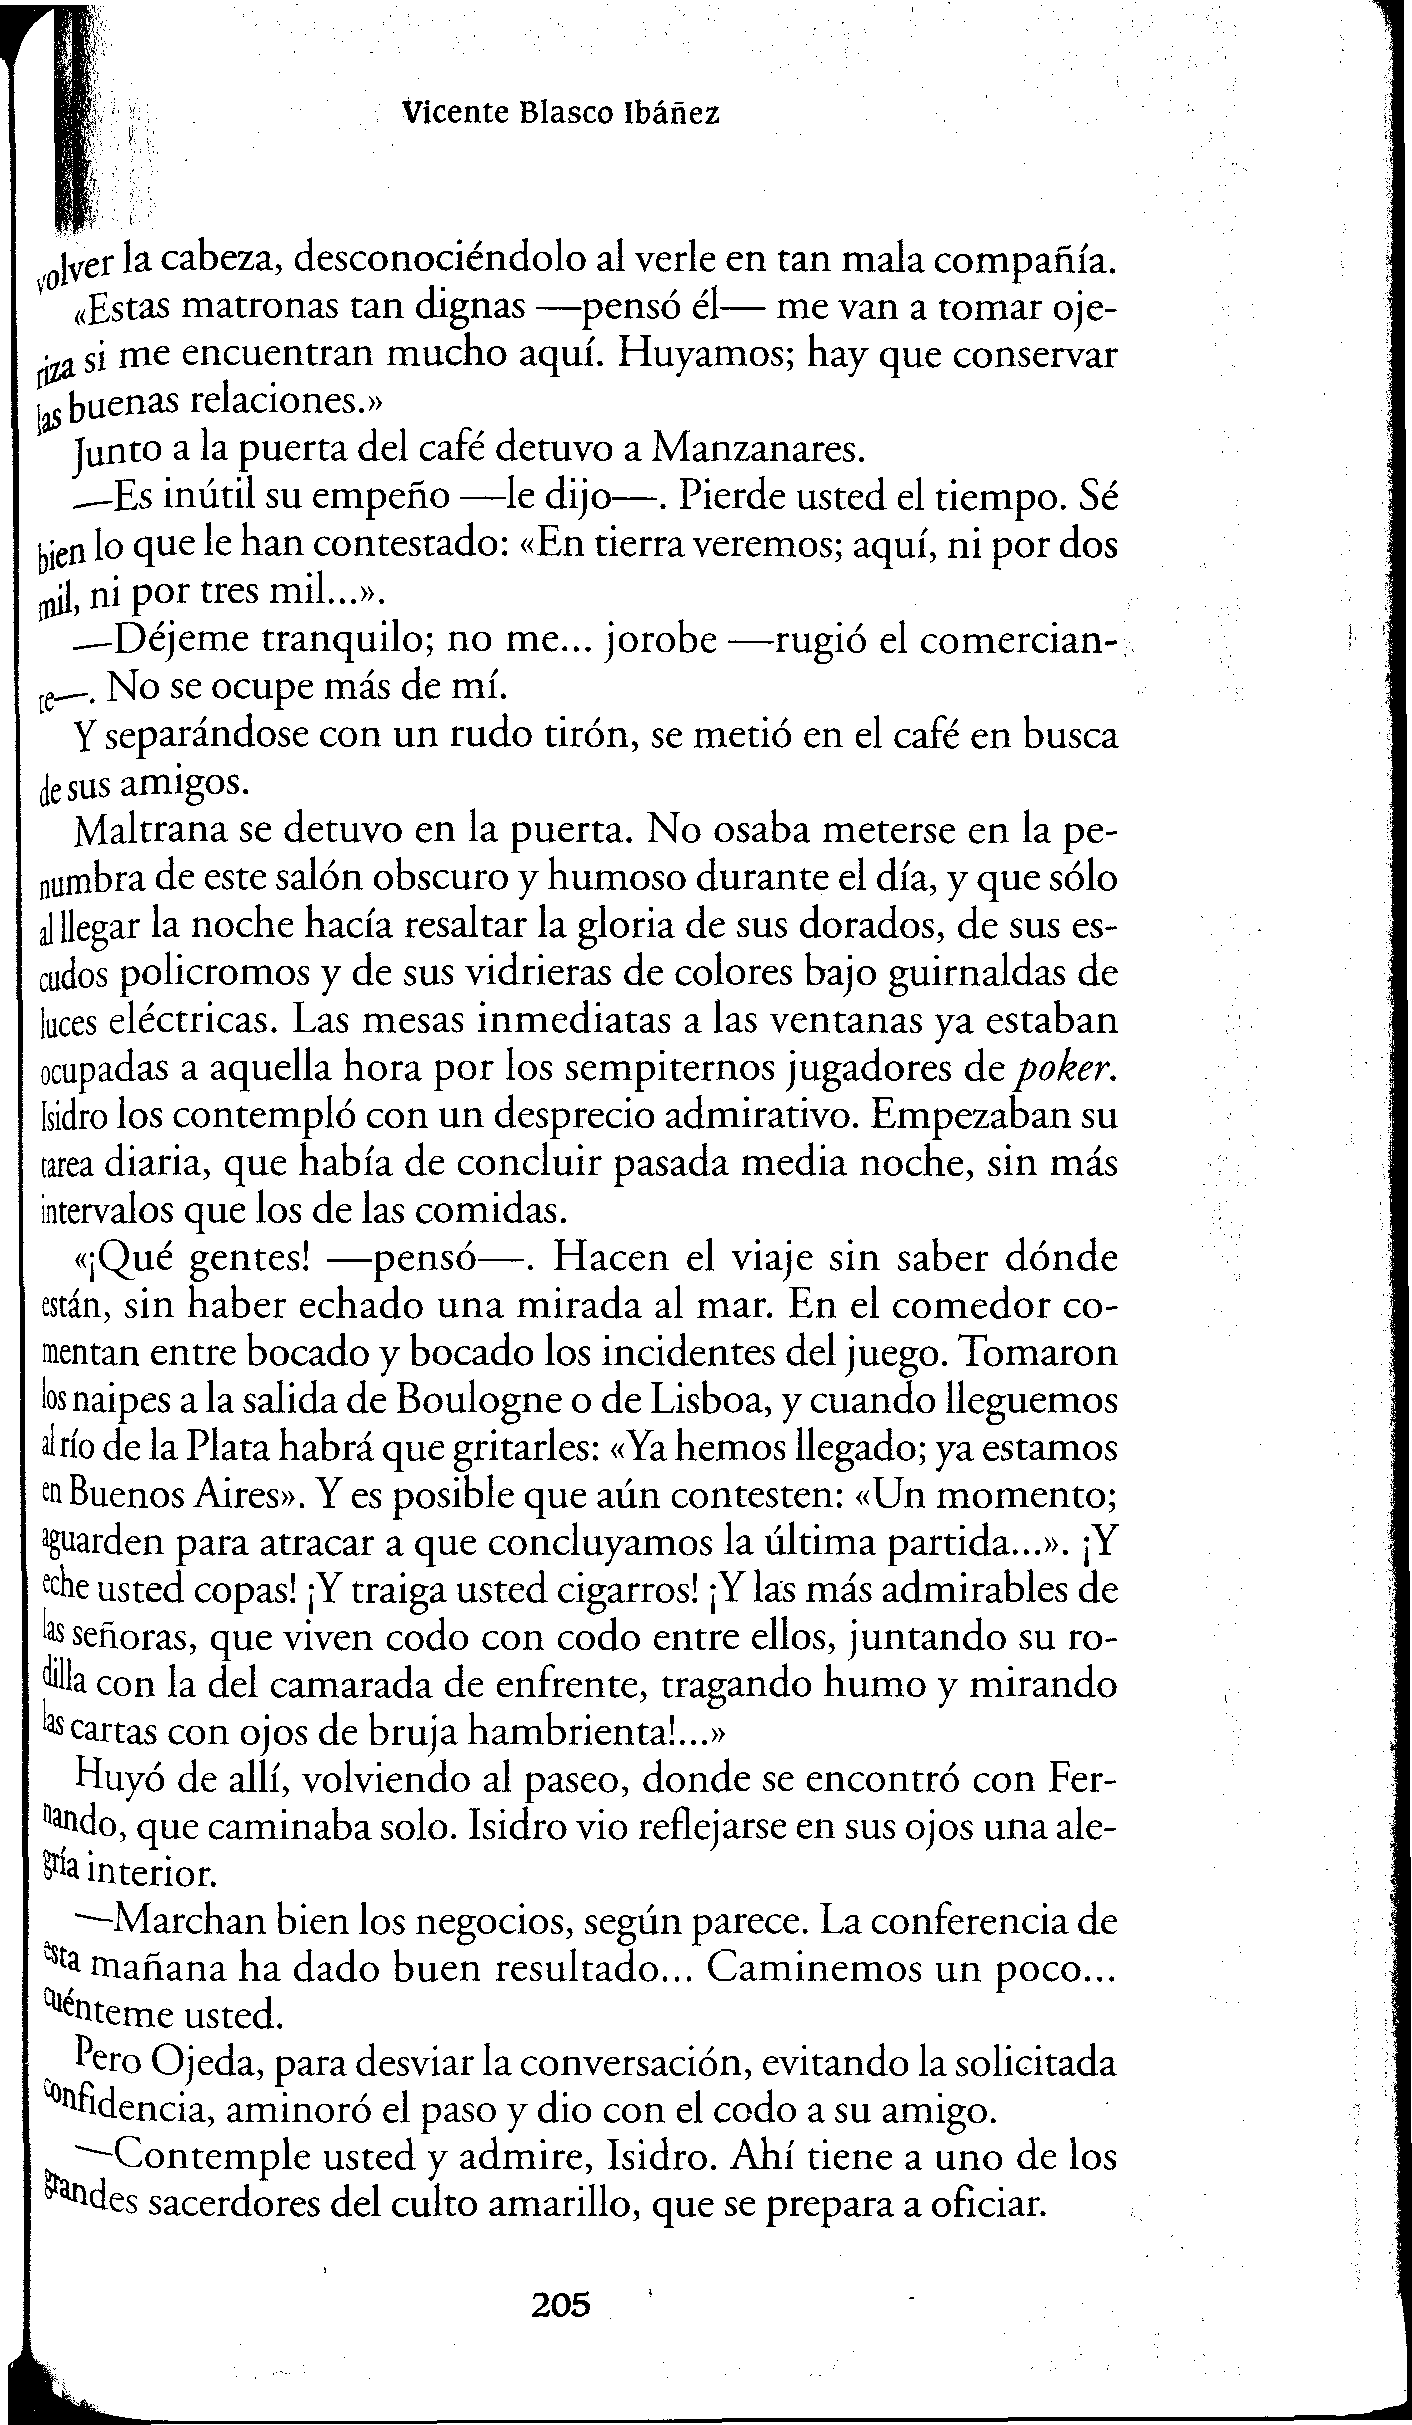 Vicente Blasco Ibáñez
volver la cabeza, desconociéndolo al verle en tan mala compañía.
«Estas matronas tan dignas —pensó él— me van a tomar oje-
riza si me encuentran mucho aquí. Huyamos; hay que conservar
las buenas relaciones.»
Junto a la puerta del café detuvo a Manzanares.
—Es inútil su empeño —le dijo—. Pierde usted el tiempo. Sé
bien lo que le han contestado: «En tierra veremos; aquí, ni por dos
mil, ni por tres mil...».
—Déjeme tranquilo; no me... jorobe —rugió el comercian-
te—. No se ocupe más de mí.
Y separándose con un rudo tirón, se metió en el café en busca
de sus amigos.
Maltrana se detuvo en la puerta. No osaba meterse en la pe-
numbra de este salón obscuro y humoso durante el día, y que sólo
al llegar la noche hacía resaltar la gloria de sus dorados, de sus es-
cudos policromos y de sus vidrieras de colores bajo guirnaldas de
luces eléctricas. Las mesas inmediatas a las ventanas ya estaban
ocupadas a aquella hora por los sempiternos jugadores de poker.
Isidro los contempló con un desprecio admirativo. Empezaban su
tarea diaria, que había de concluir pasada media noche, sin más
intervalos que los de las comidas.
«¡Qué gentes! —pensó—. Hacen el viaje sin saber dónde
están, sin haber echado una mirada al mar. En el comedor co-
mentan entre bocado y bocado los incidentes del juego. Tomaron
los naipes a la salida de Boulogne o de Lisboa, y cuando lleguemos
al río de la Plata habrá que gritarles: «Ya hemos llegado; ya estamos
en Buenos Aires». Y es posible que aún contesten: «Un momento;
aguarden para atracar a que concluyamos la última partida...». ¡Y
eche usted copas! ¡Y traiga usted cigarros! ¡Y las más admirables de
las señoras, que viven codo con codo entre ellos, juntando su ro-
dilla con la del camarada de enfrente, tragando humo y mirando
las cartas con ojos de bruja hambrienta!...»
Huyó de allí, volviendo al paseo, donde se encontró con Fer-
nando, que caminaba solo. Isidro vio reflejarse en sus ojos una ale-
gría interior.
—Marchan bien los negocios, según parece. La conferencia de
esta mañana ha dado buen resultado... Caminemos un poco...
cuénteme usted.
Pero Ojeda, para desviar la conversación, evitando la solicitada
confidencia, aminoró el paso y dio con el codo a su amigo.
—Contemple usted y admire, Isidro. Ahí tiene a uno de los
grandes sacerdores del culto amarillo, que se prepara a oficiar.
205